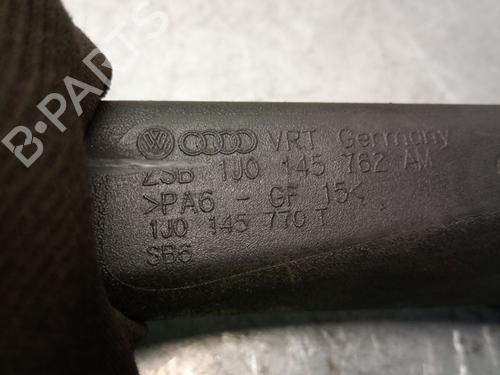 VRT Germany
ZSB 1J0 145 762 AM
>PA6 - GF 15<
1J0 145 770 T
SB6
B-PARTS